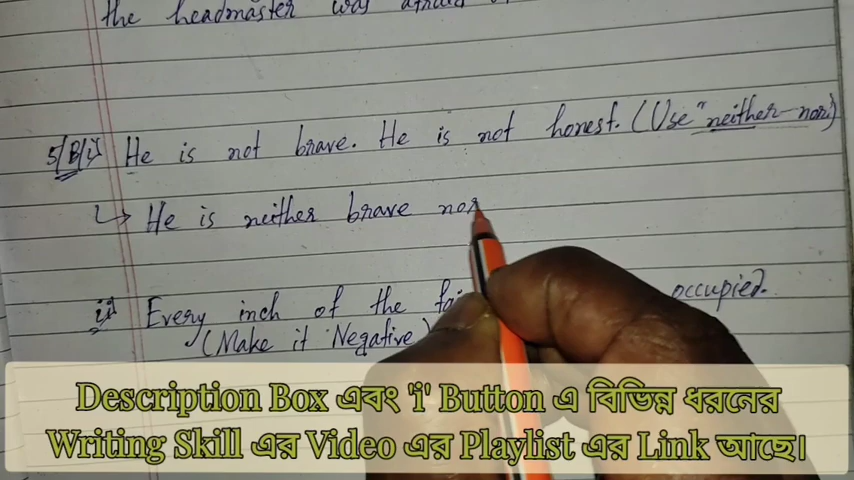 the headmaster was afraid
5/B/i) He is not brave. He is not honest. (Use "neither-nor")
↳ He is neither brave nor
ii) Every inch of the occupied.
(Make it Negative)
Description Box এবং 'i' Button এ বিভিন্ন ধরনের
Writing Skill এর Video এর Playlist এর Link আছে।